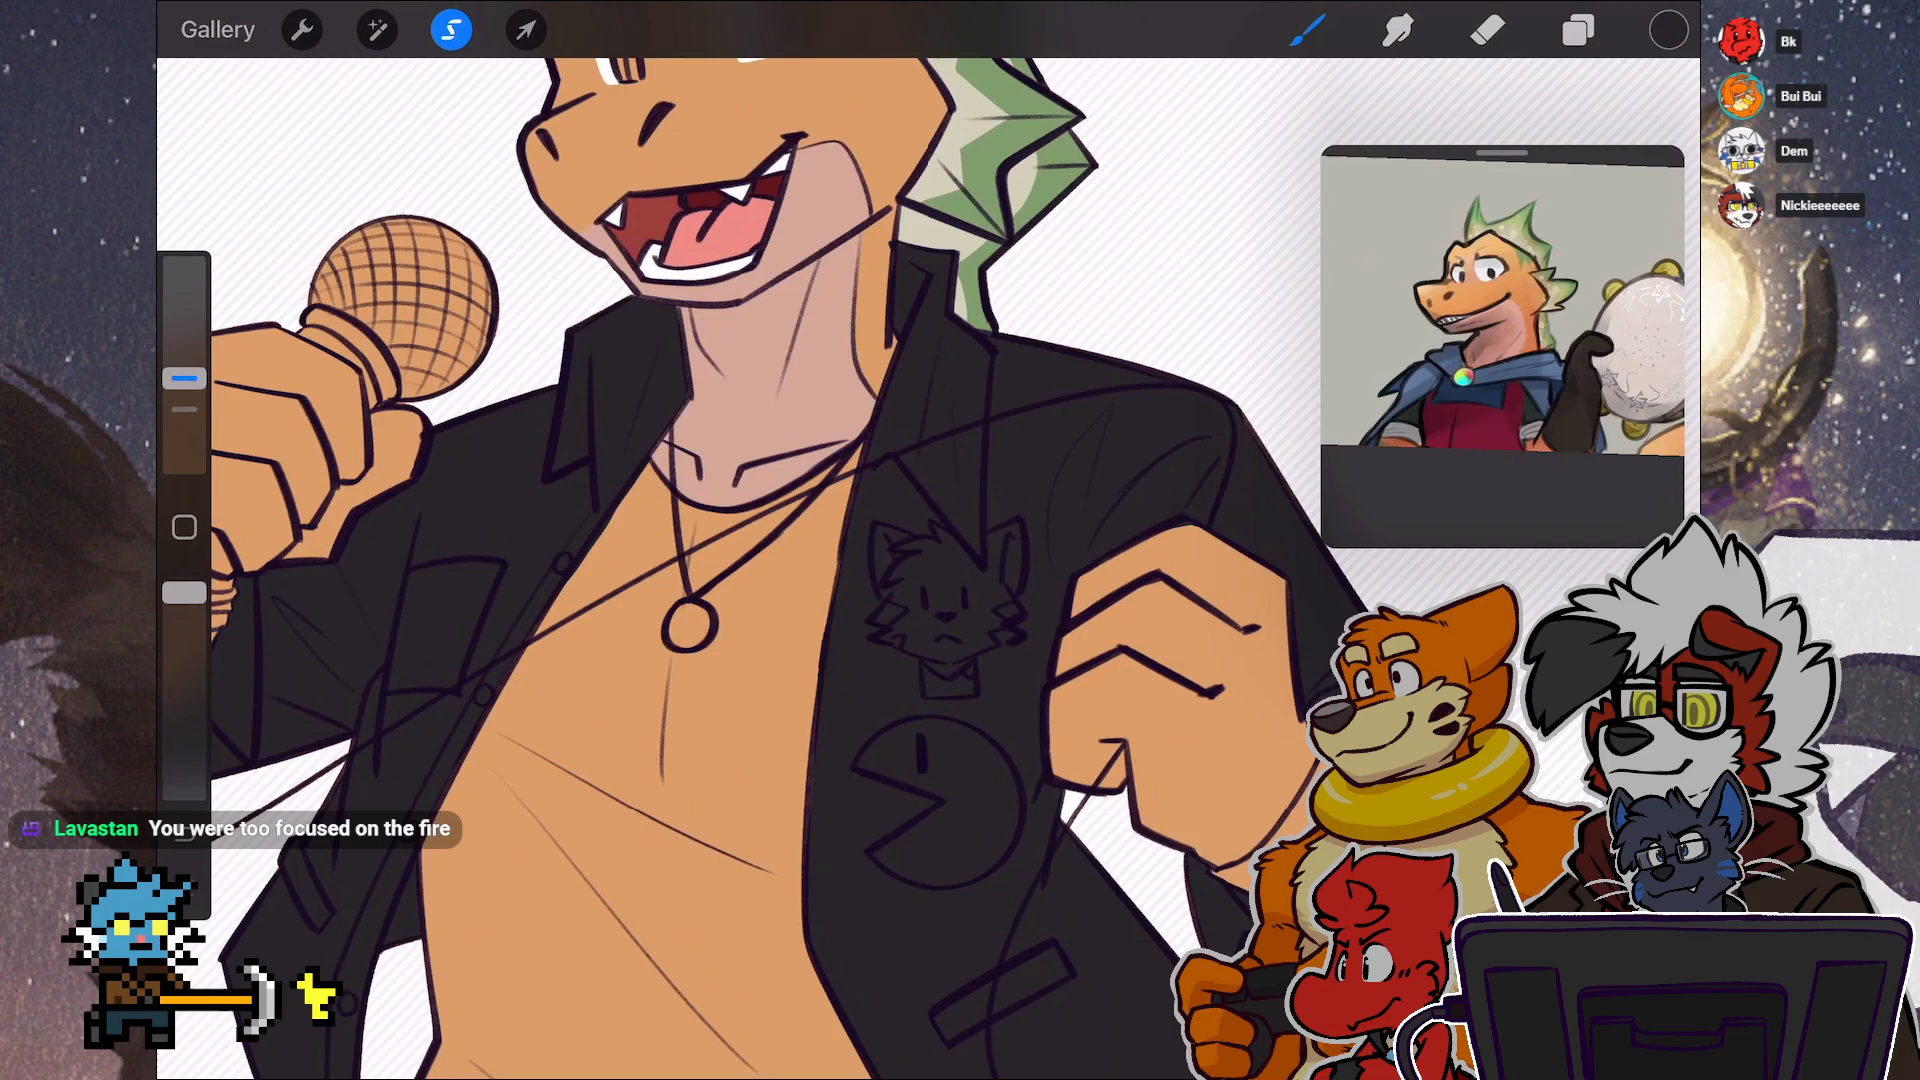 Gallery
Bk
Bui Bui
Dem
Nickieeeeeee
Lavastan You were too focused on the fire